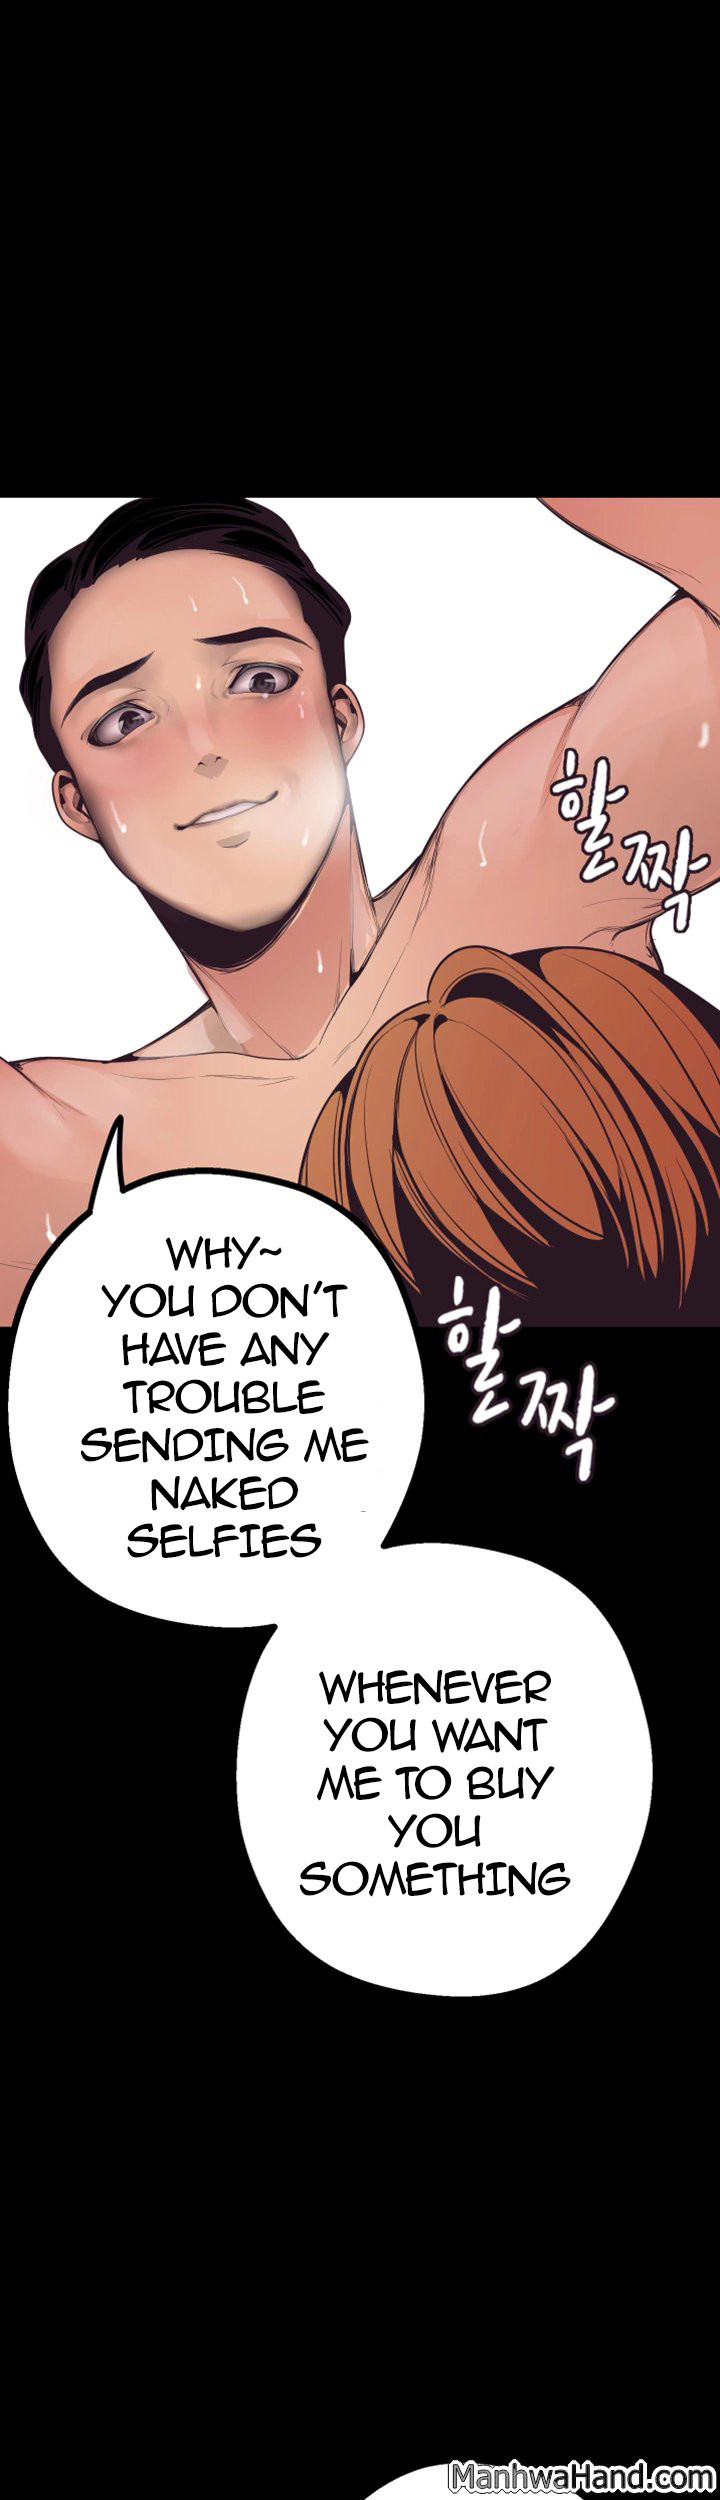 할짝
WHY~
YOU DON'T
HAVE ANY
TROUBLE
SENDING ME
NAKED
SELFIES
할짝
WHENEVER
YOU WANT
ME TO BUY
YOU
SOMETHING
ManhwaHand.com